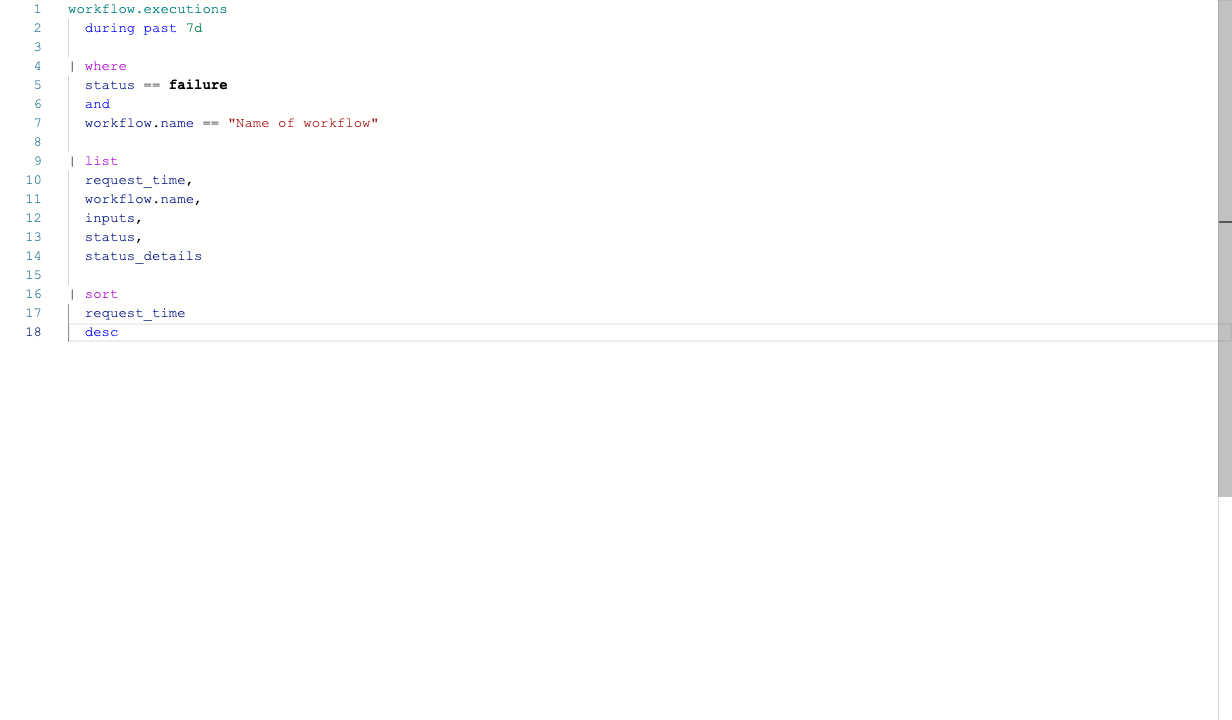 1 workflow.executions
2 during past 7d
3
4 | where
5 status == failure
6 and
7 workflow.name == "Name of workflow"
8
9 | list
10 request_time,
11 workflow.name,
12 inputs,
13 status,
14 status_details
15
16 | sort
17 request_time
18 desc